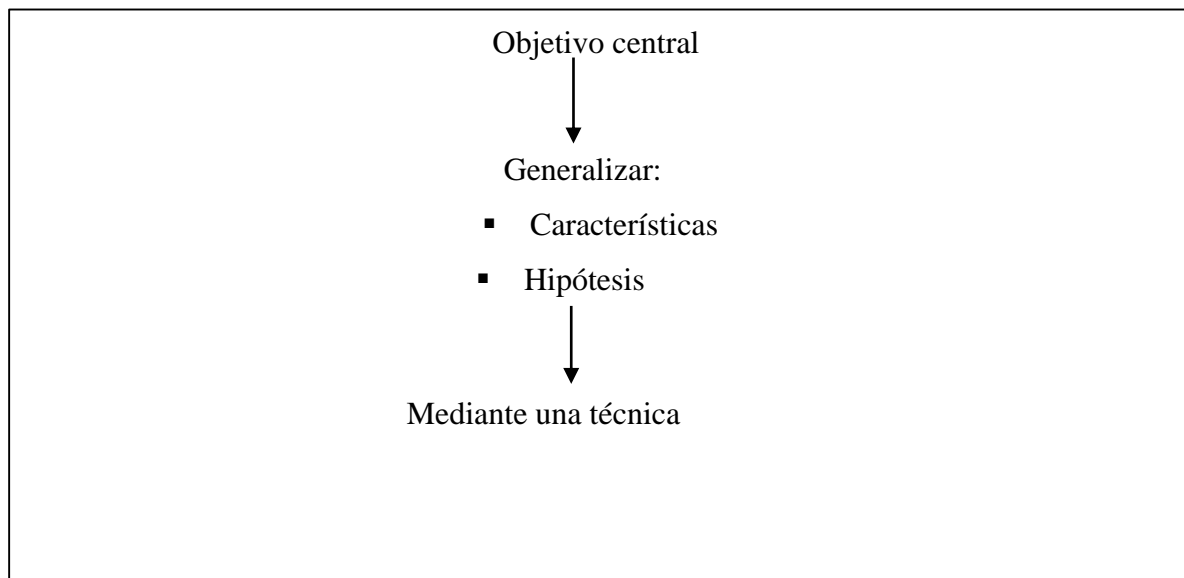 Objetivo central
Generalizar:
▪ Características
▪ Hipótesis
Mediante una técnica